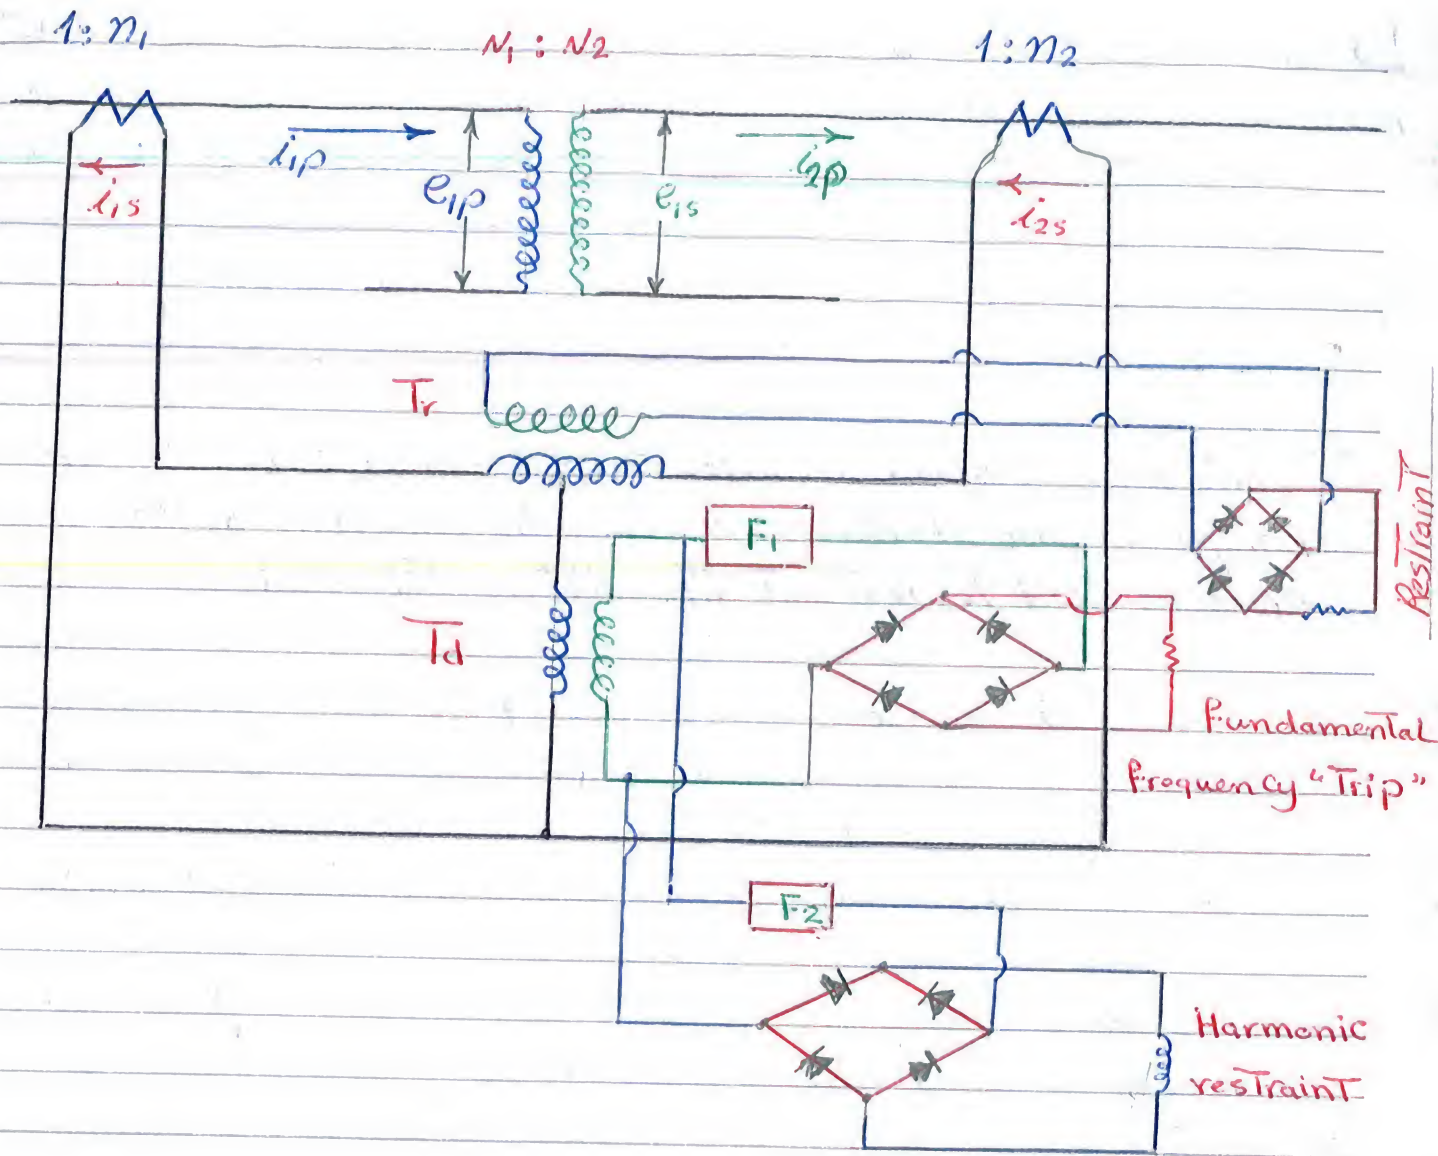 1:n1
N1 : N2
1:n2
i1p
e1p
e1s
i2p
i1s
i2s
Tr
Restraint
F1
Td
Fundamental
frequency "Trip"
F2
Harmonic
restraint